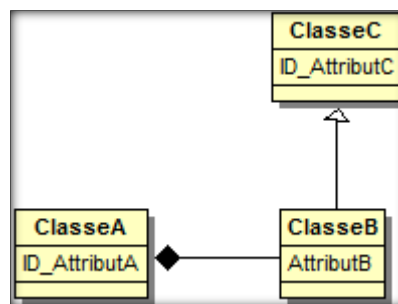 ClasseC
ID_AttributC
ClasseA
ID_AttributA
ClasseB
AttributB